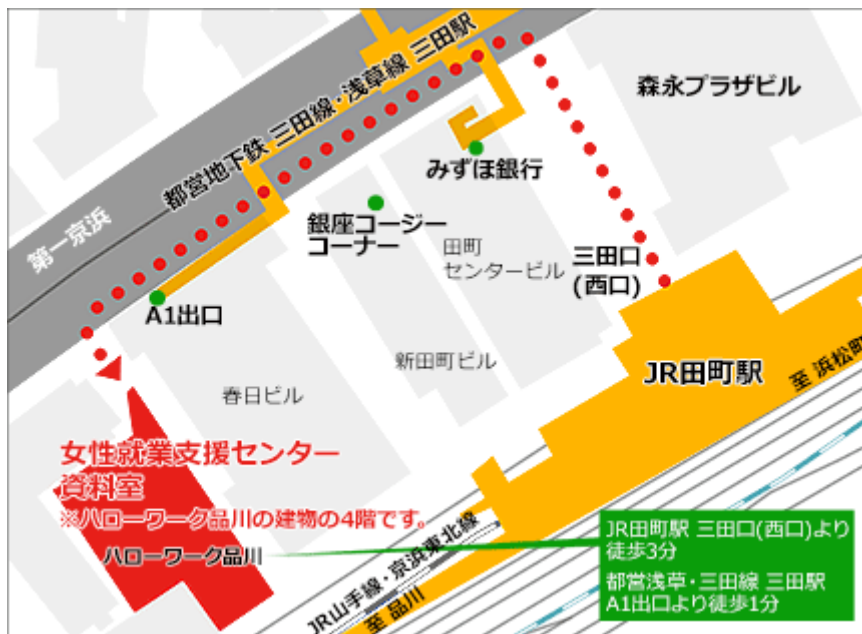 都営地下鉄 三田線・浅草線 三田駅
森永プラザビル
みずほ銀行
第一京浜
銀座コージー
コーナー
田町
センタービル
三田口
(西口)
A1出口
新田町ビル
JR田町駅
至 浜松町
春日ビル
女性就業支援センター
資料室
※ハローワーク品川の建物の4階です。
ハローワーク品川
JR山手線・京浜東北線
至 品川
JR田町駅 三田口(西口)より
徒歩3分
都営浅草・三田線 三田駅
A1出口より徒歩1分